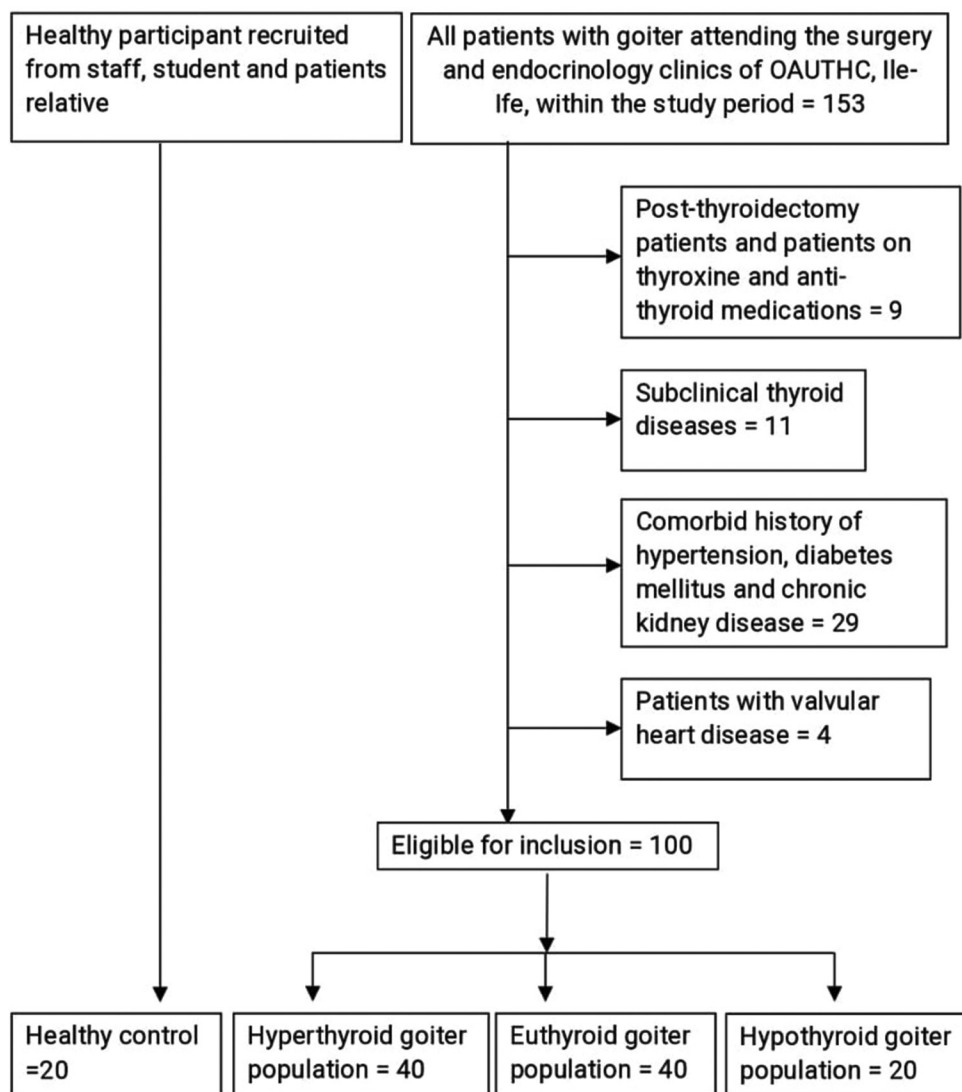 Healthy participant recruited
from staff, student and patients
relative
All patients with goiter attending the surgery
and endocrinology clinics of OAUTHC, Ile-
Ife, within the study period = 153
Post-thyroidectomy
patients and patients on
thyroxine and anti-
thyroid medications = 9
Subclinical thyroid
diseases = 11
Comorbid history of
hypertension, diabetes
mellitus and chronic
kidney disease = 29
Patients with valvular
heart disease = 4
Eligible for inclusion = 100
Healthy control
=20
Hyperthyroid goiter
population = 40
Euthyroid goiter
population = 40
Hypothyroid goiter
population = 20